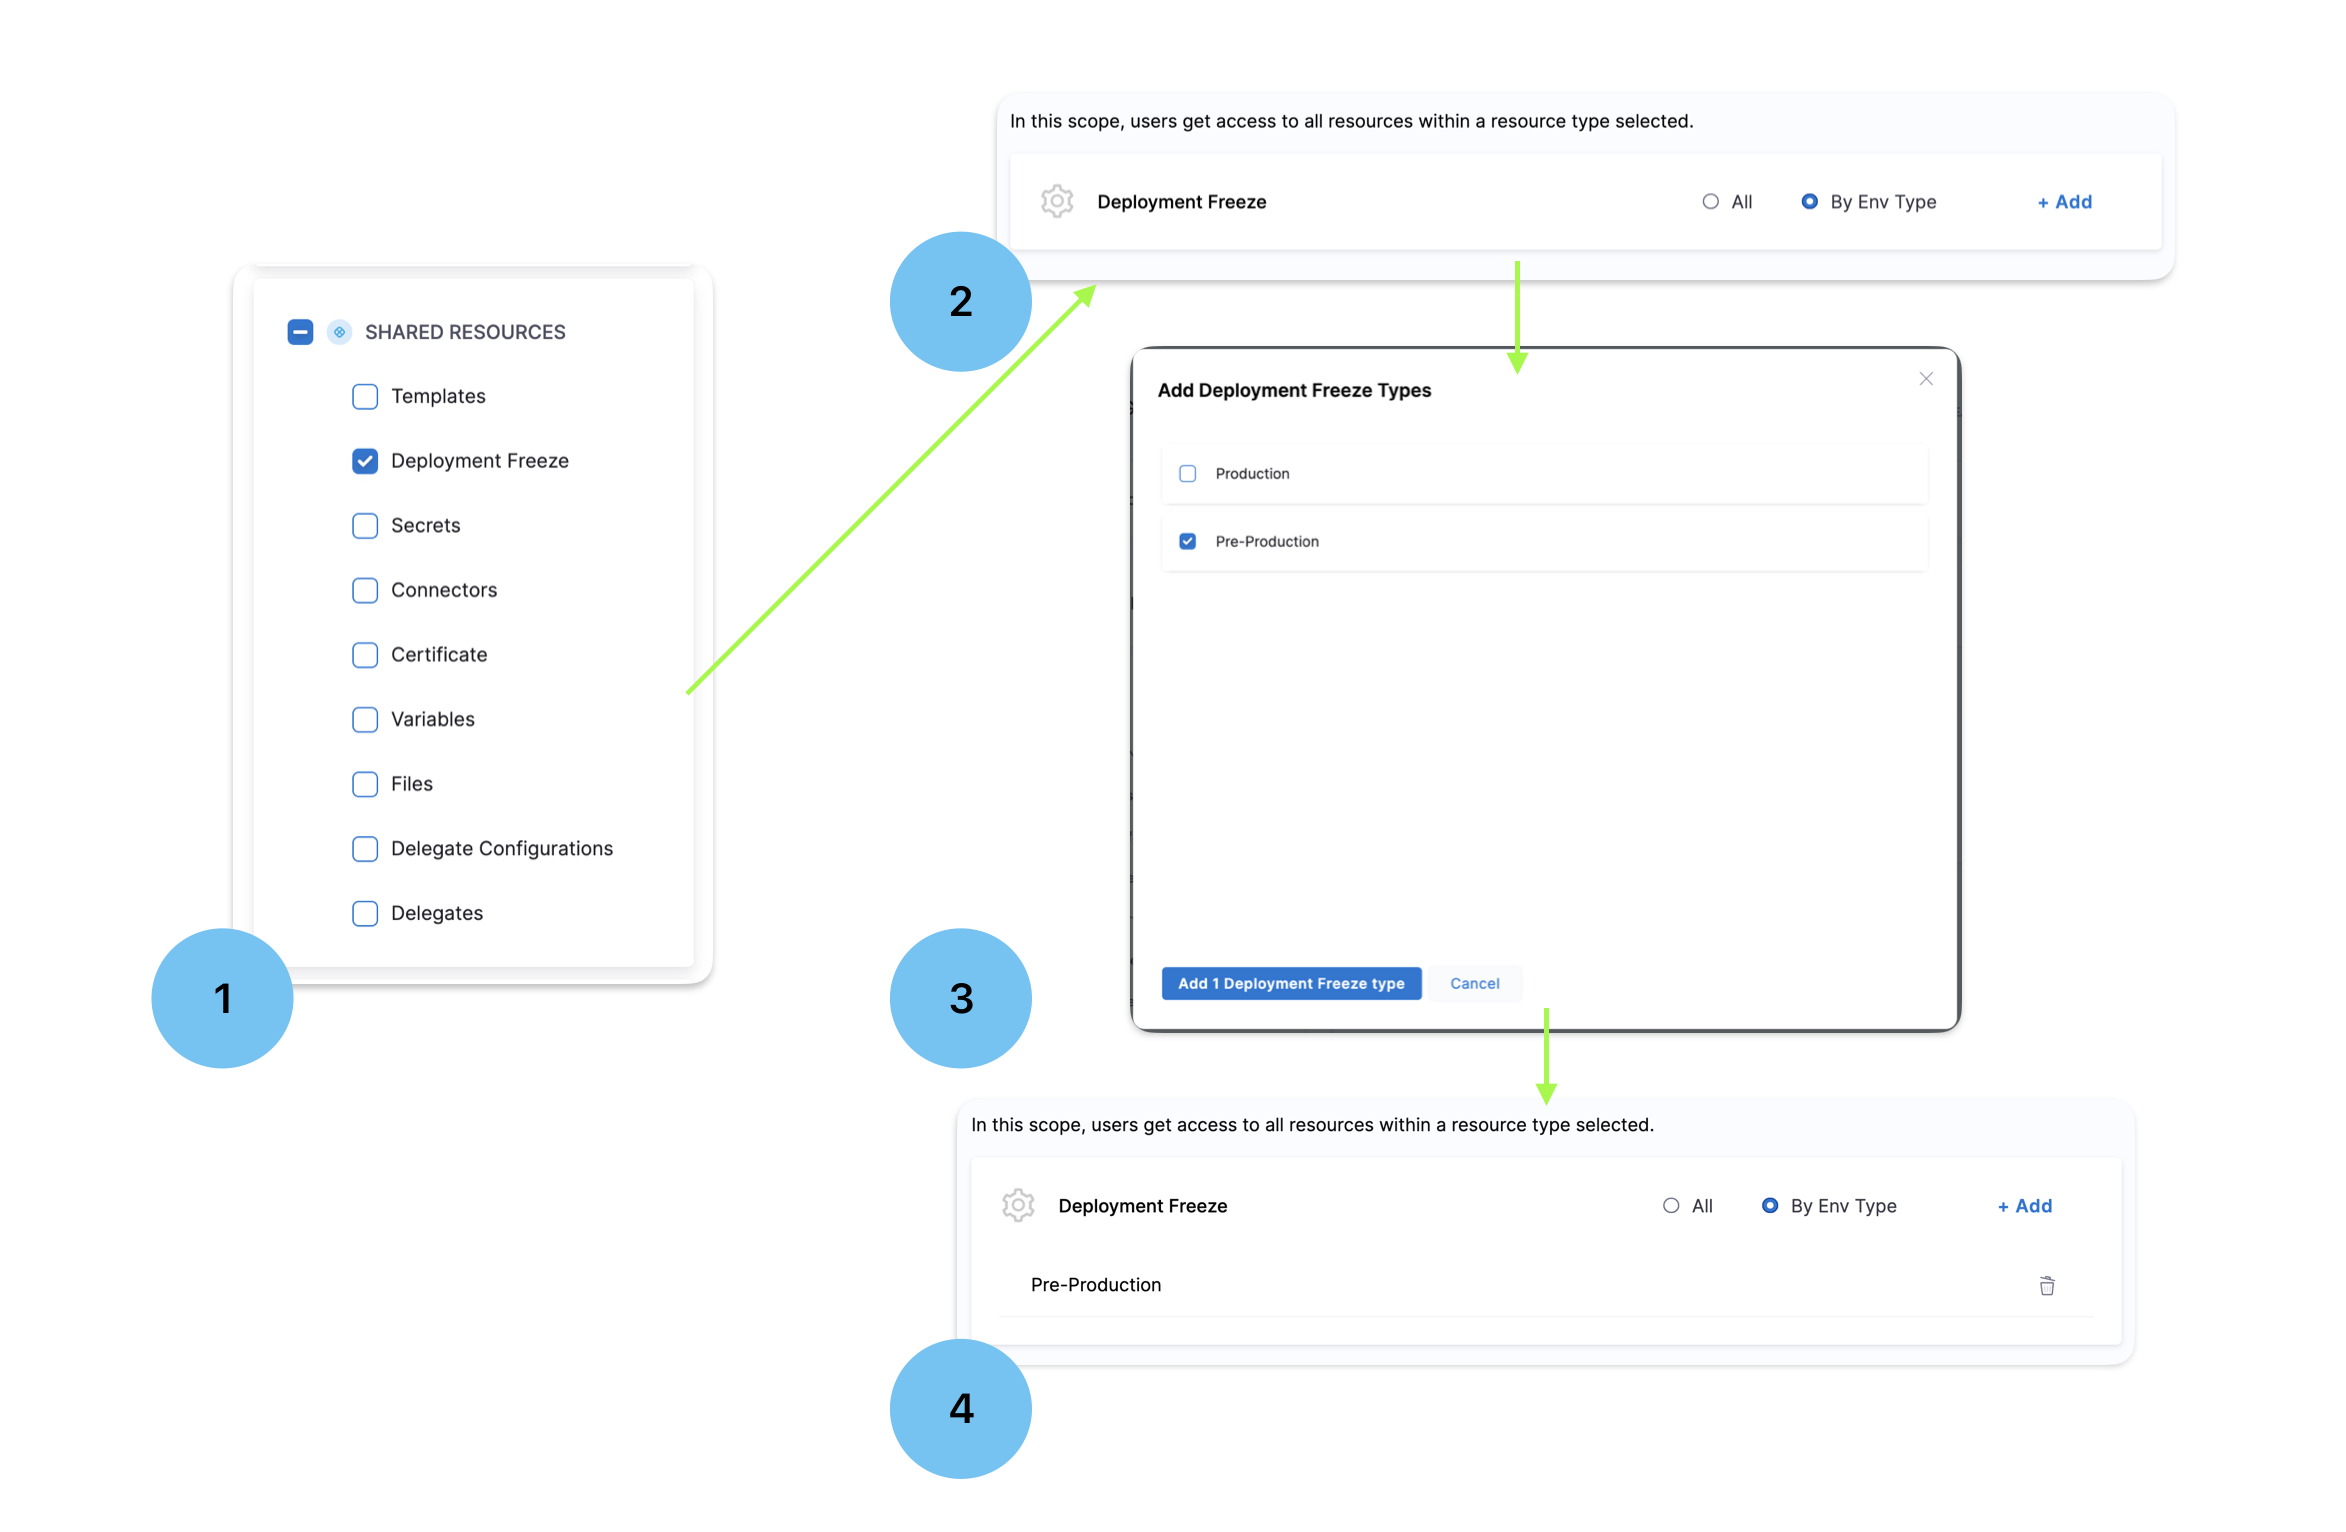 SHARED RESOURCES
Templates
Deployment Freeze
Secrets
Connectors
Certificate
Variables
Files
Delegate Configurations
Delegates
1
In this scope, users get access to all resources within a resource type selected.
Deployment Freeze All By Env Type + Add
2
Add Deployment Freeze Types
Production
Pre-Production
Add 1 Deployment Freeze type Cancel
3
In this scope, users get access to all resources within a resource type selected.
Deployment Freeze All By Env Type + Add
Pre-Production
4